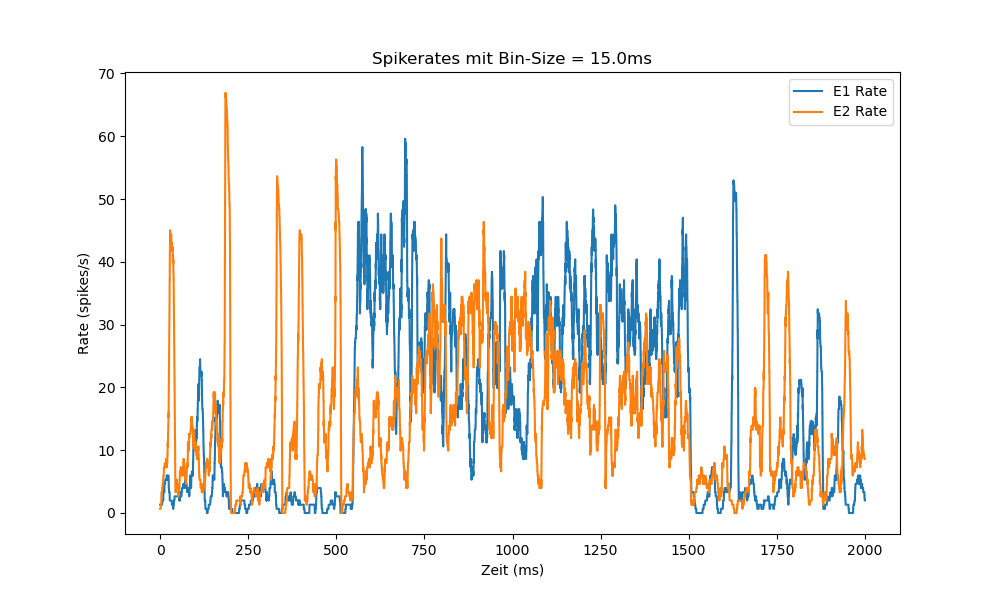 Spikerates mit Bin-Size = 15.0ms
E1 Rate
E2 Rate
70
60
50
40
30
20
10
0
Rate (spikes/s)
0 250 500 750 1000 1250 1500 1750 2000
Zeit (ms)